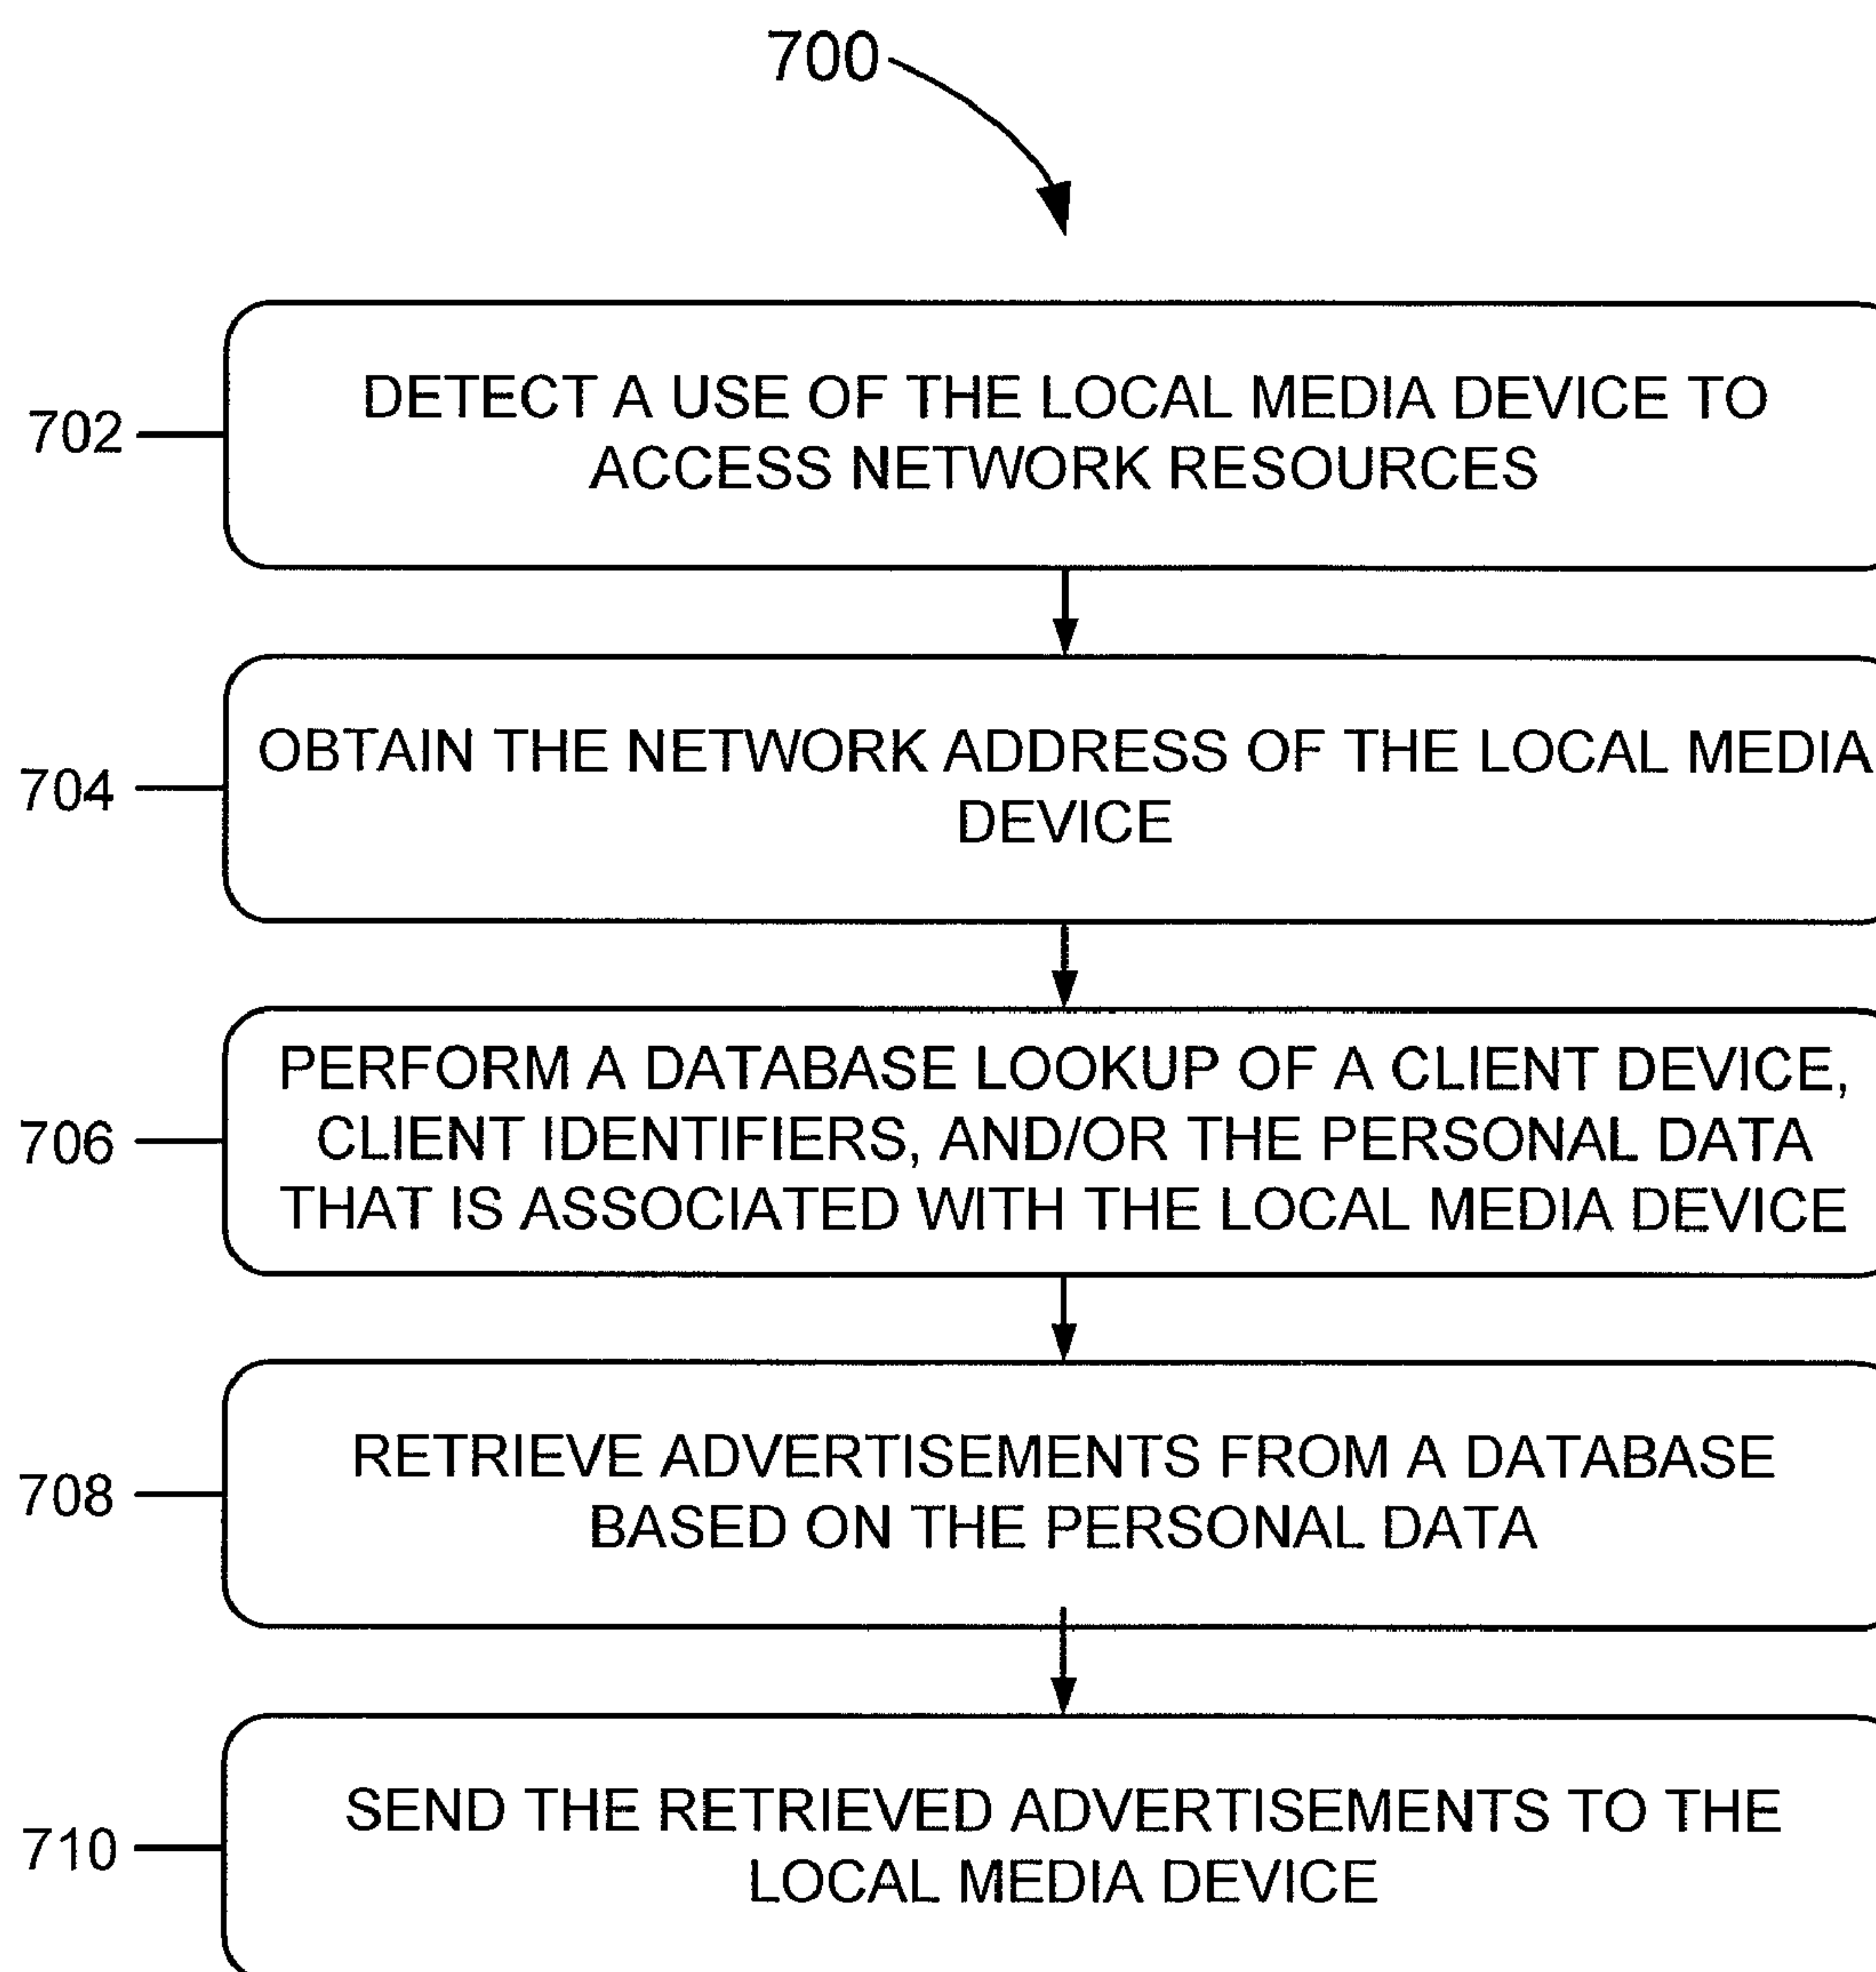 700
702
DETECT A USE OF THE LOCAL MEDIA DEVICE TO
ACCESS NETWORK RESOURCES
704
OBTAIN THE NETWORK ADDRESS OF THE LOCAL MEDIA
DEVICE
706
PERFORM A DATABASE LOOKUP OF A CLIENT DEVICE,
CLIENT IDENTIFIERS, AND/OR THE PERSONAL DATA
THAT IS ASSOCIATED WITH THE LOCAL MEDIA DEVICE
708
RETRIEVE ADVERTISEMENTS FROM A DATABASE
BASED ON THE PERSONAL DATA
710
SEND THE RETRIEVED ADVERTISEMENTS TO THE
LOCAL MEDIA DEVICE